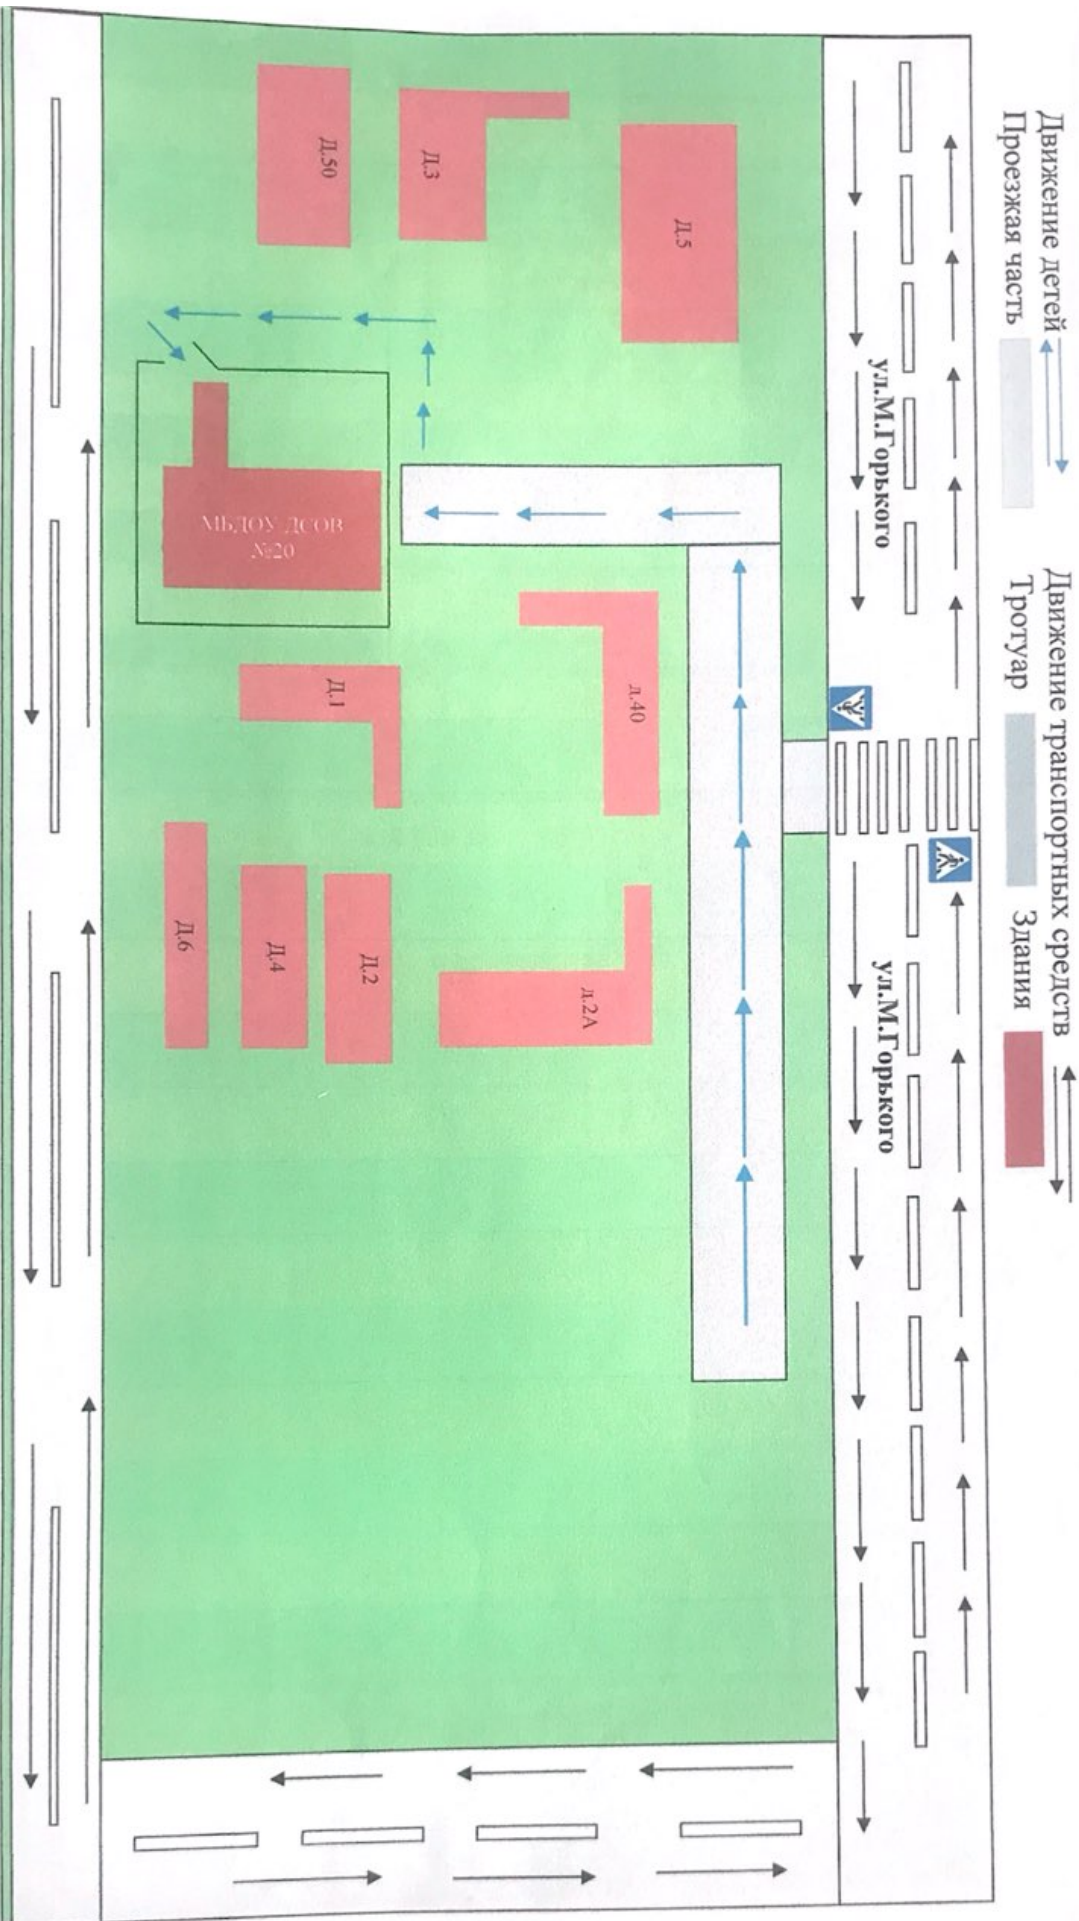 Движение детей
Движение транспортных средств
Проезжая часть
Тротуар
Здания
ул.М.Горького
ул.М.Горького
Д.5
Д.3
Д.50
д.40
д.2А
Д.1
Д.2
Д.4
Д.6
МБДОУ ДСОВ
№20